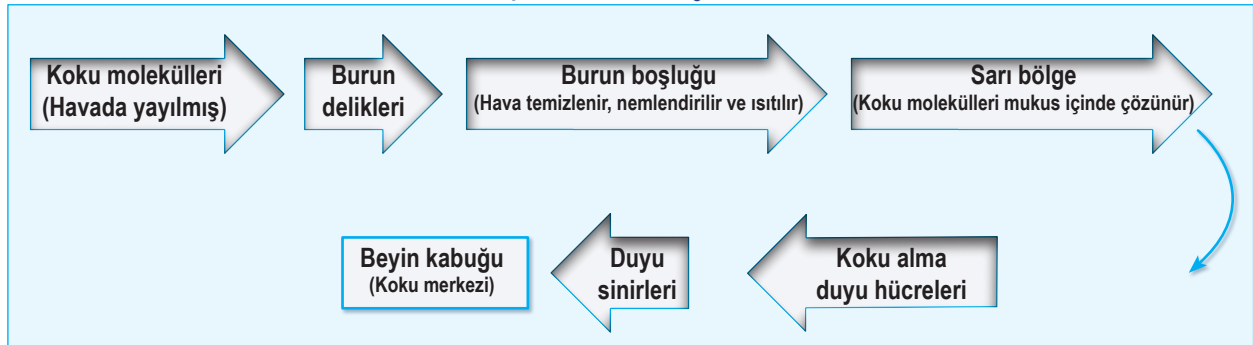 Koku molekülleri
(Havada yayılmış)
Burun
delikleri
Burun boşluğu
(Hava temizlenir, nemlendirilir ve ısıtılır)
Sarı bölge
(Koku molekülleri mukus içinde çözünür)
Koku alma
duyu hücreleri
Duyu
sinirleri
Beyin kabuğu
(Koku merkezi)